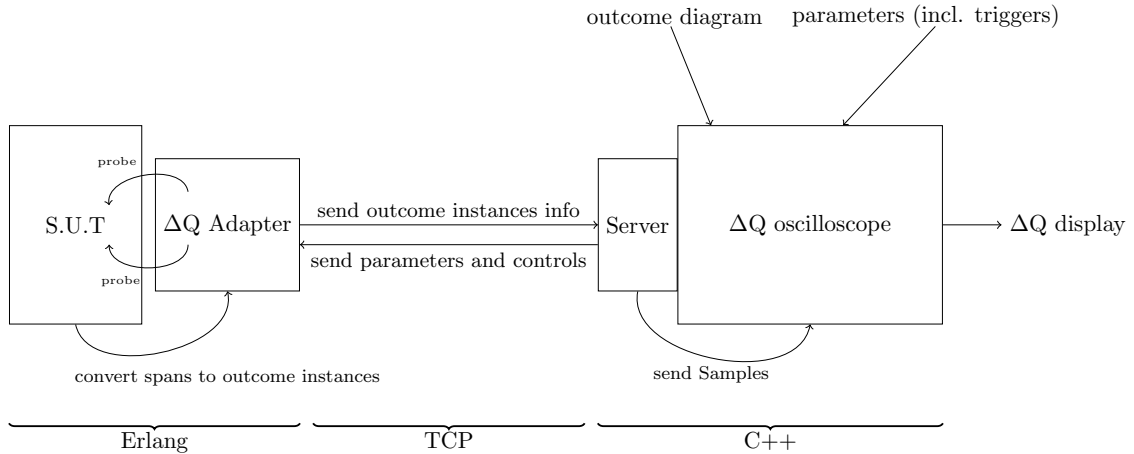 outcome diagram
parameters (incl. triggers)
probe
S.U.T
ΔQ Adapter
send outcome instances info
Server
ΔQ oscilloscope
ΔQ display
send parameters and controls
probe
convert spans to outcome instances
send Samples
Erlang
TCP
C++